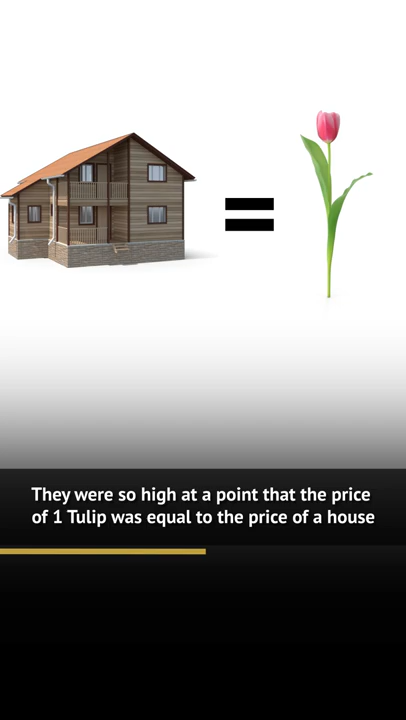 They were so high at a point that the price
of 1 Tulip was equal to the price of a house